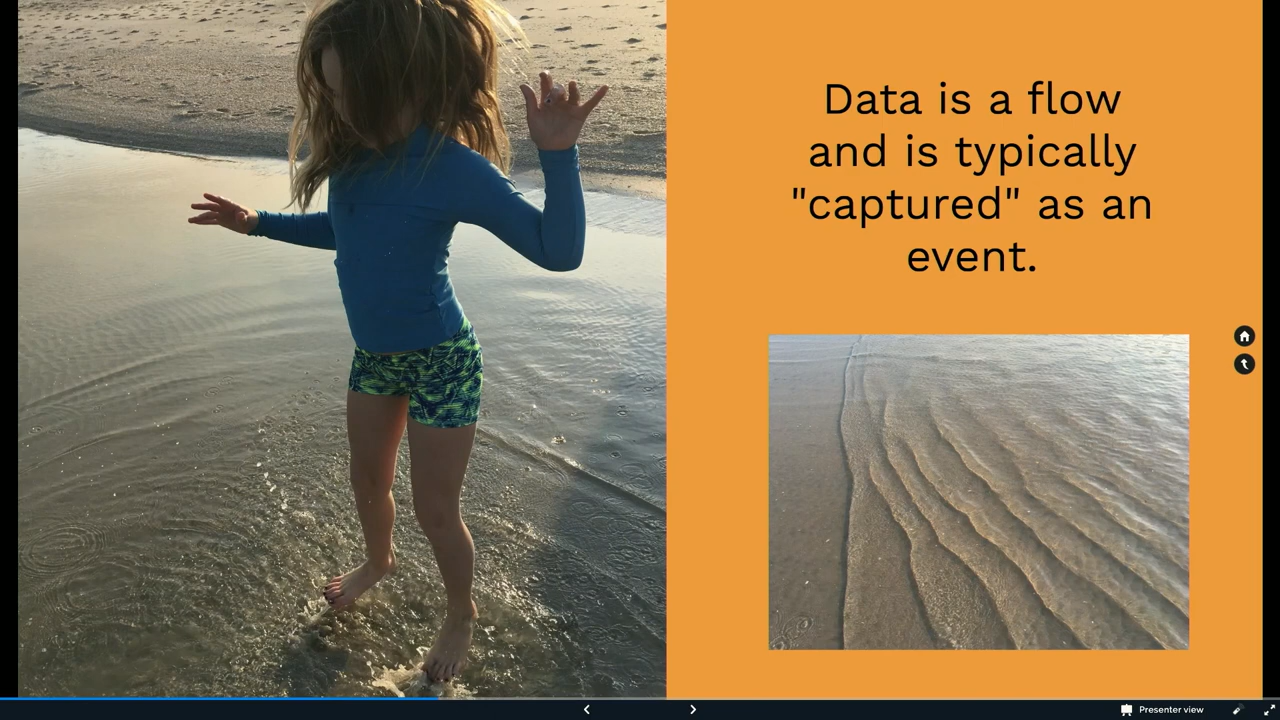 Data is a flow
and is typically
"captured" as an
event.
Presenter view